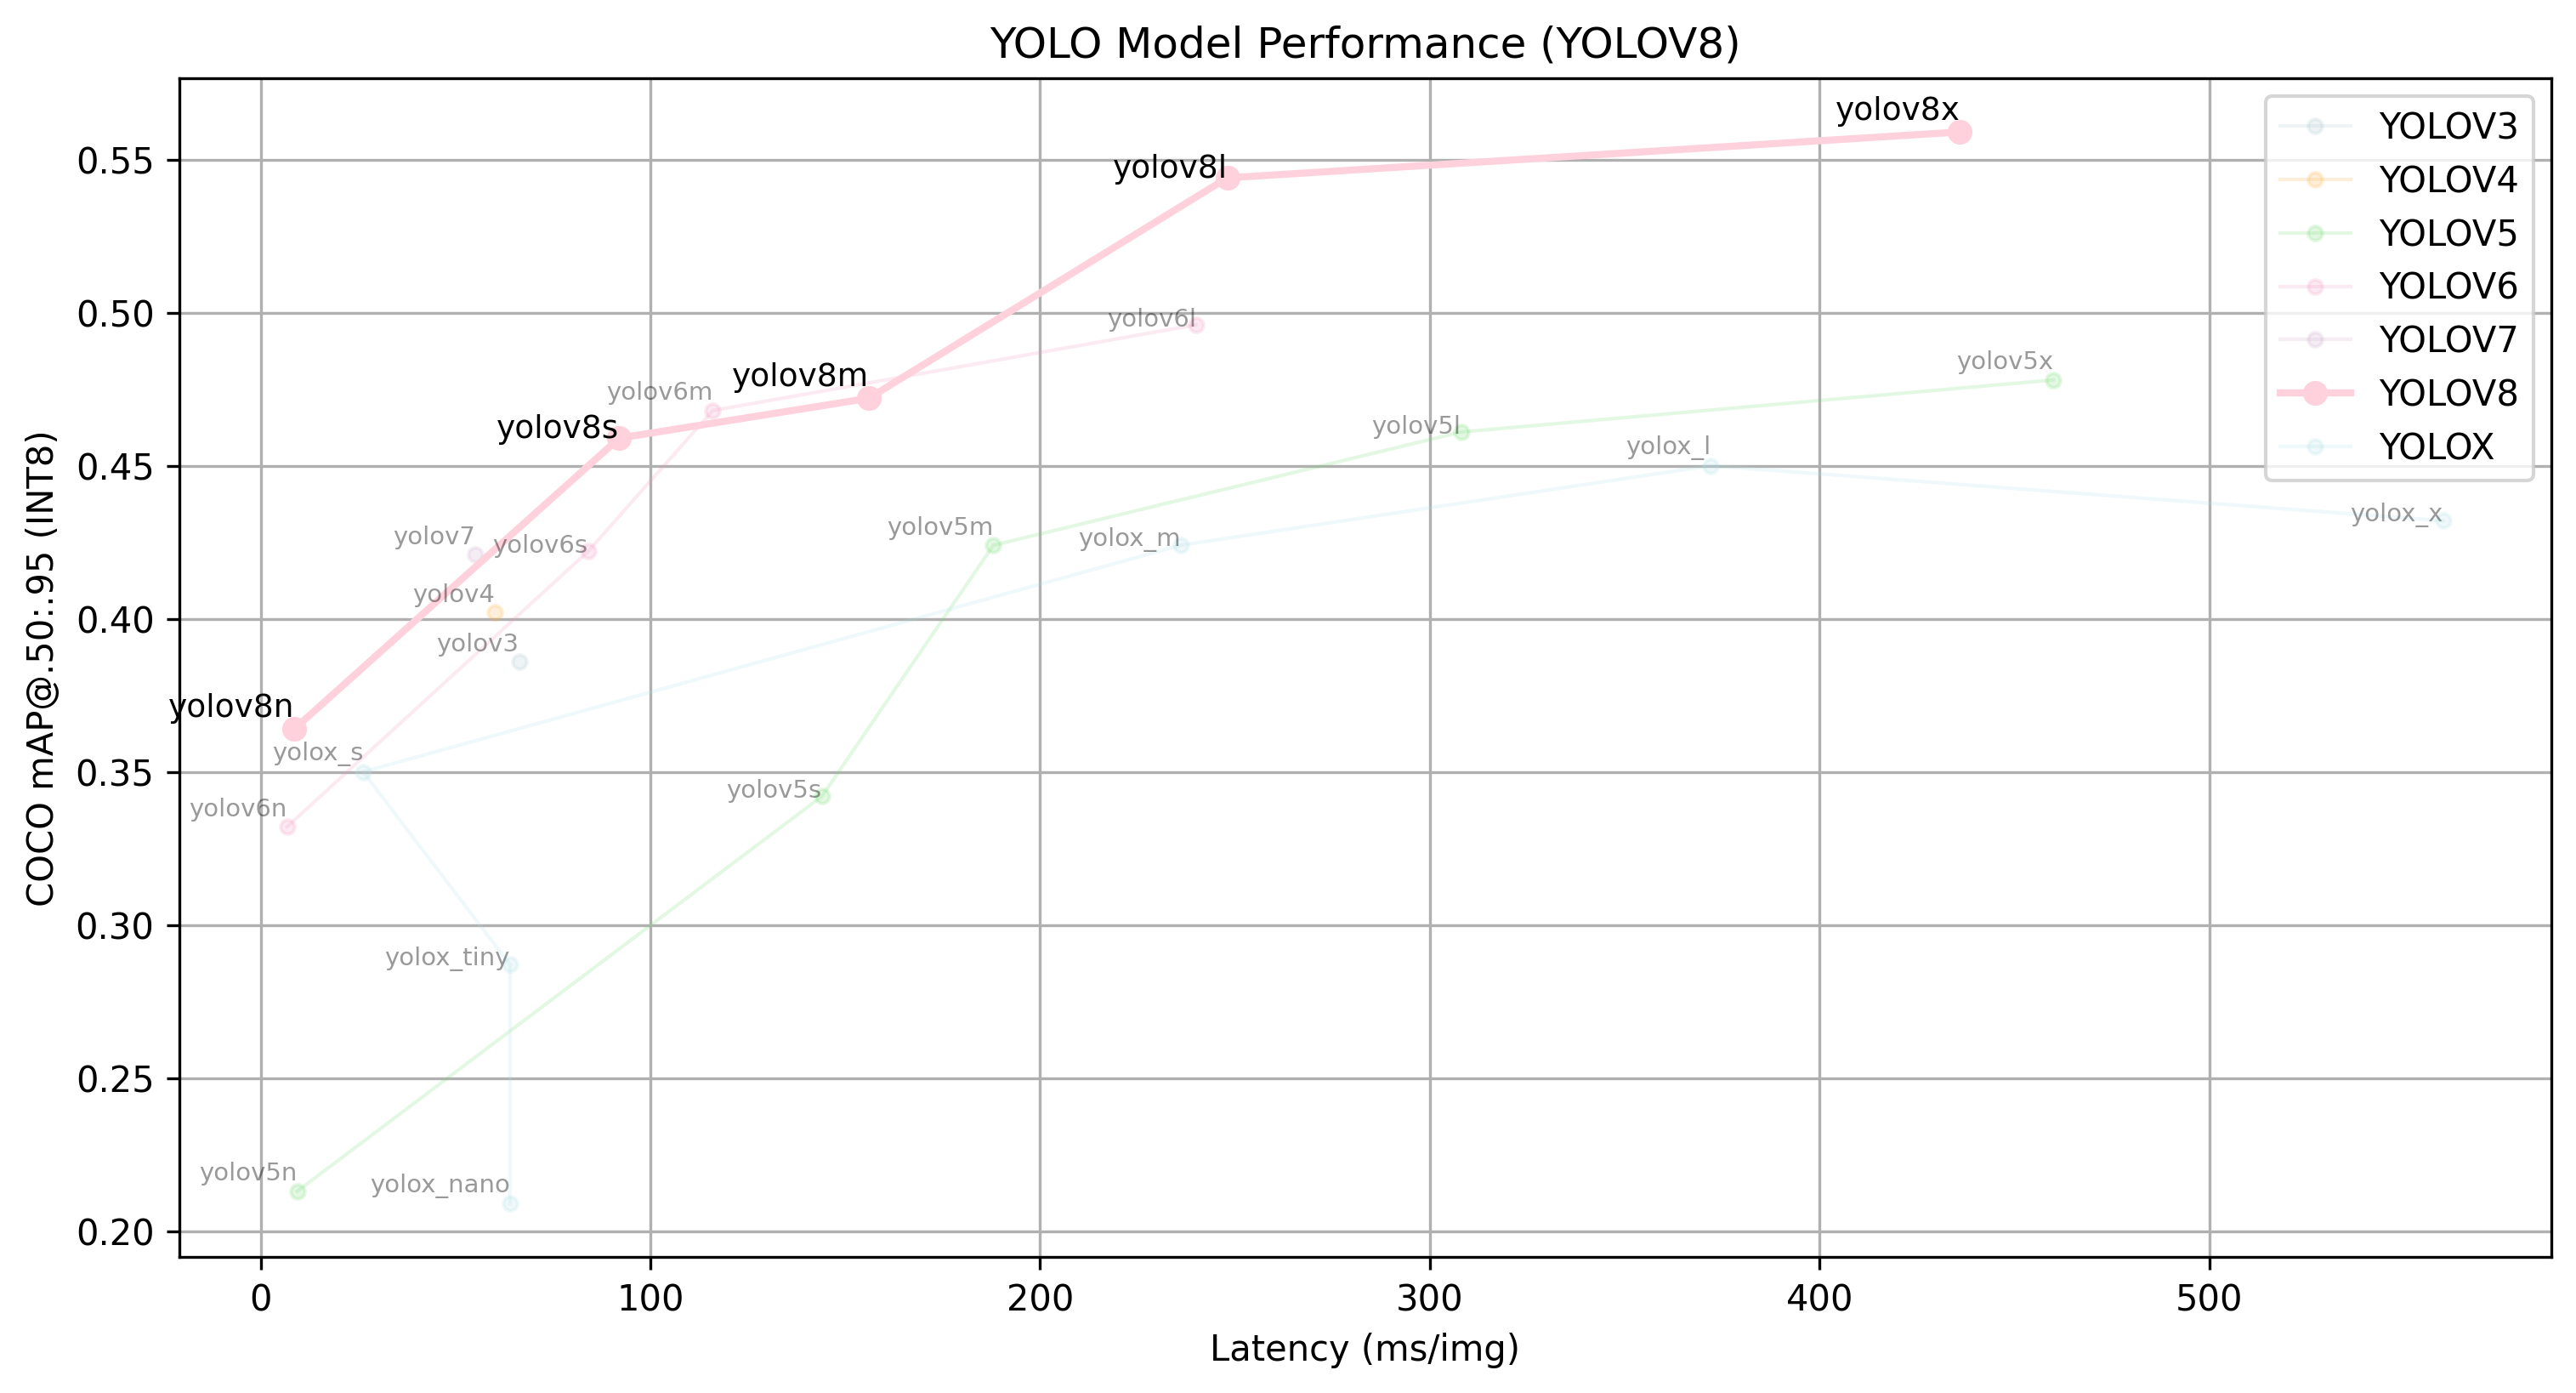 YOLO Model Performance (YOLOV8)
COCO mAP@.50:.95 (INT8)
0.55
0.50
0.45
0.40
0.35
0.30
0.25
0.20
yolov8x
yolov8l
yolov6l
yolov5x
yolov8m
yolov6m
yolov8s
yolov5l
yolox_l
yolox_x
yolov7
yolov6s
yolov5m
yolox_m
yolov4
yolov3
yolov8n
yolox_s
yolov6n
yolov5s
yolox_tiny
yolov5n
yolox_nano
YOLOV3
YOLOV4
YOLOV5
YOLOV6
YOLOV7
YOLOV8
YOLOX
0 100 200 300 400 500
Latency (ms/img)